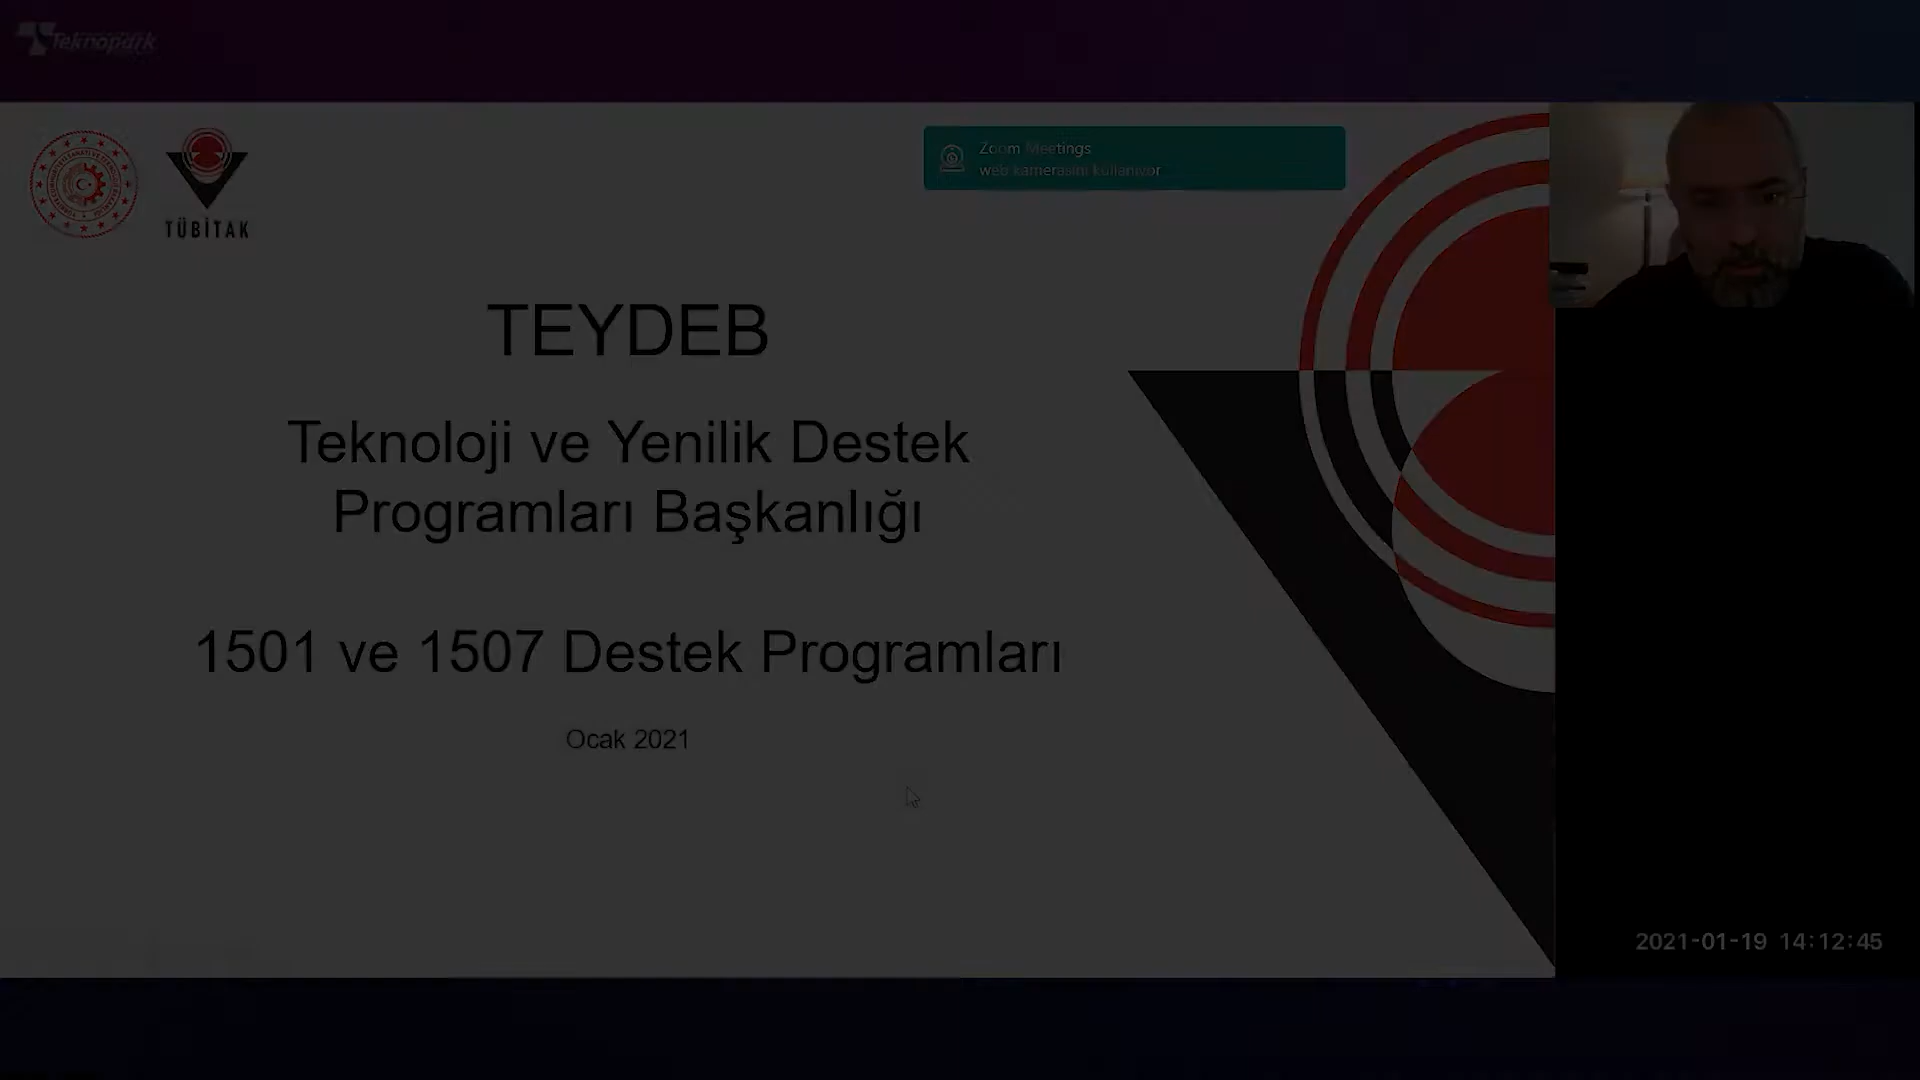 Teknopark
TÜBİTAK
Zoom Meetings
web kamerasını kullanıyor
TEYDEB
Teknoloji ve Yenilik Destek
Programları Başkanlığı
1501 ve 1507 Destek Programları
Ocak 2021
2021-01-19 14:12:45